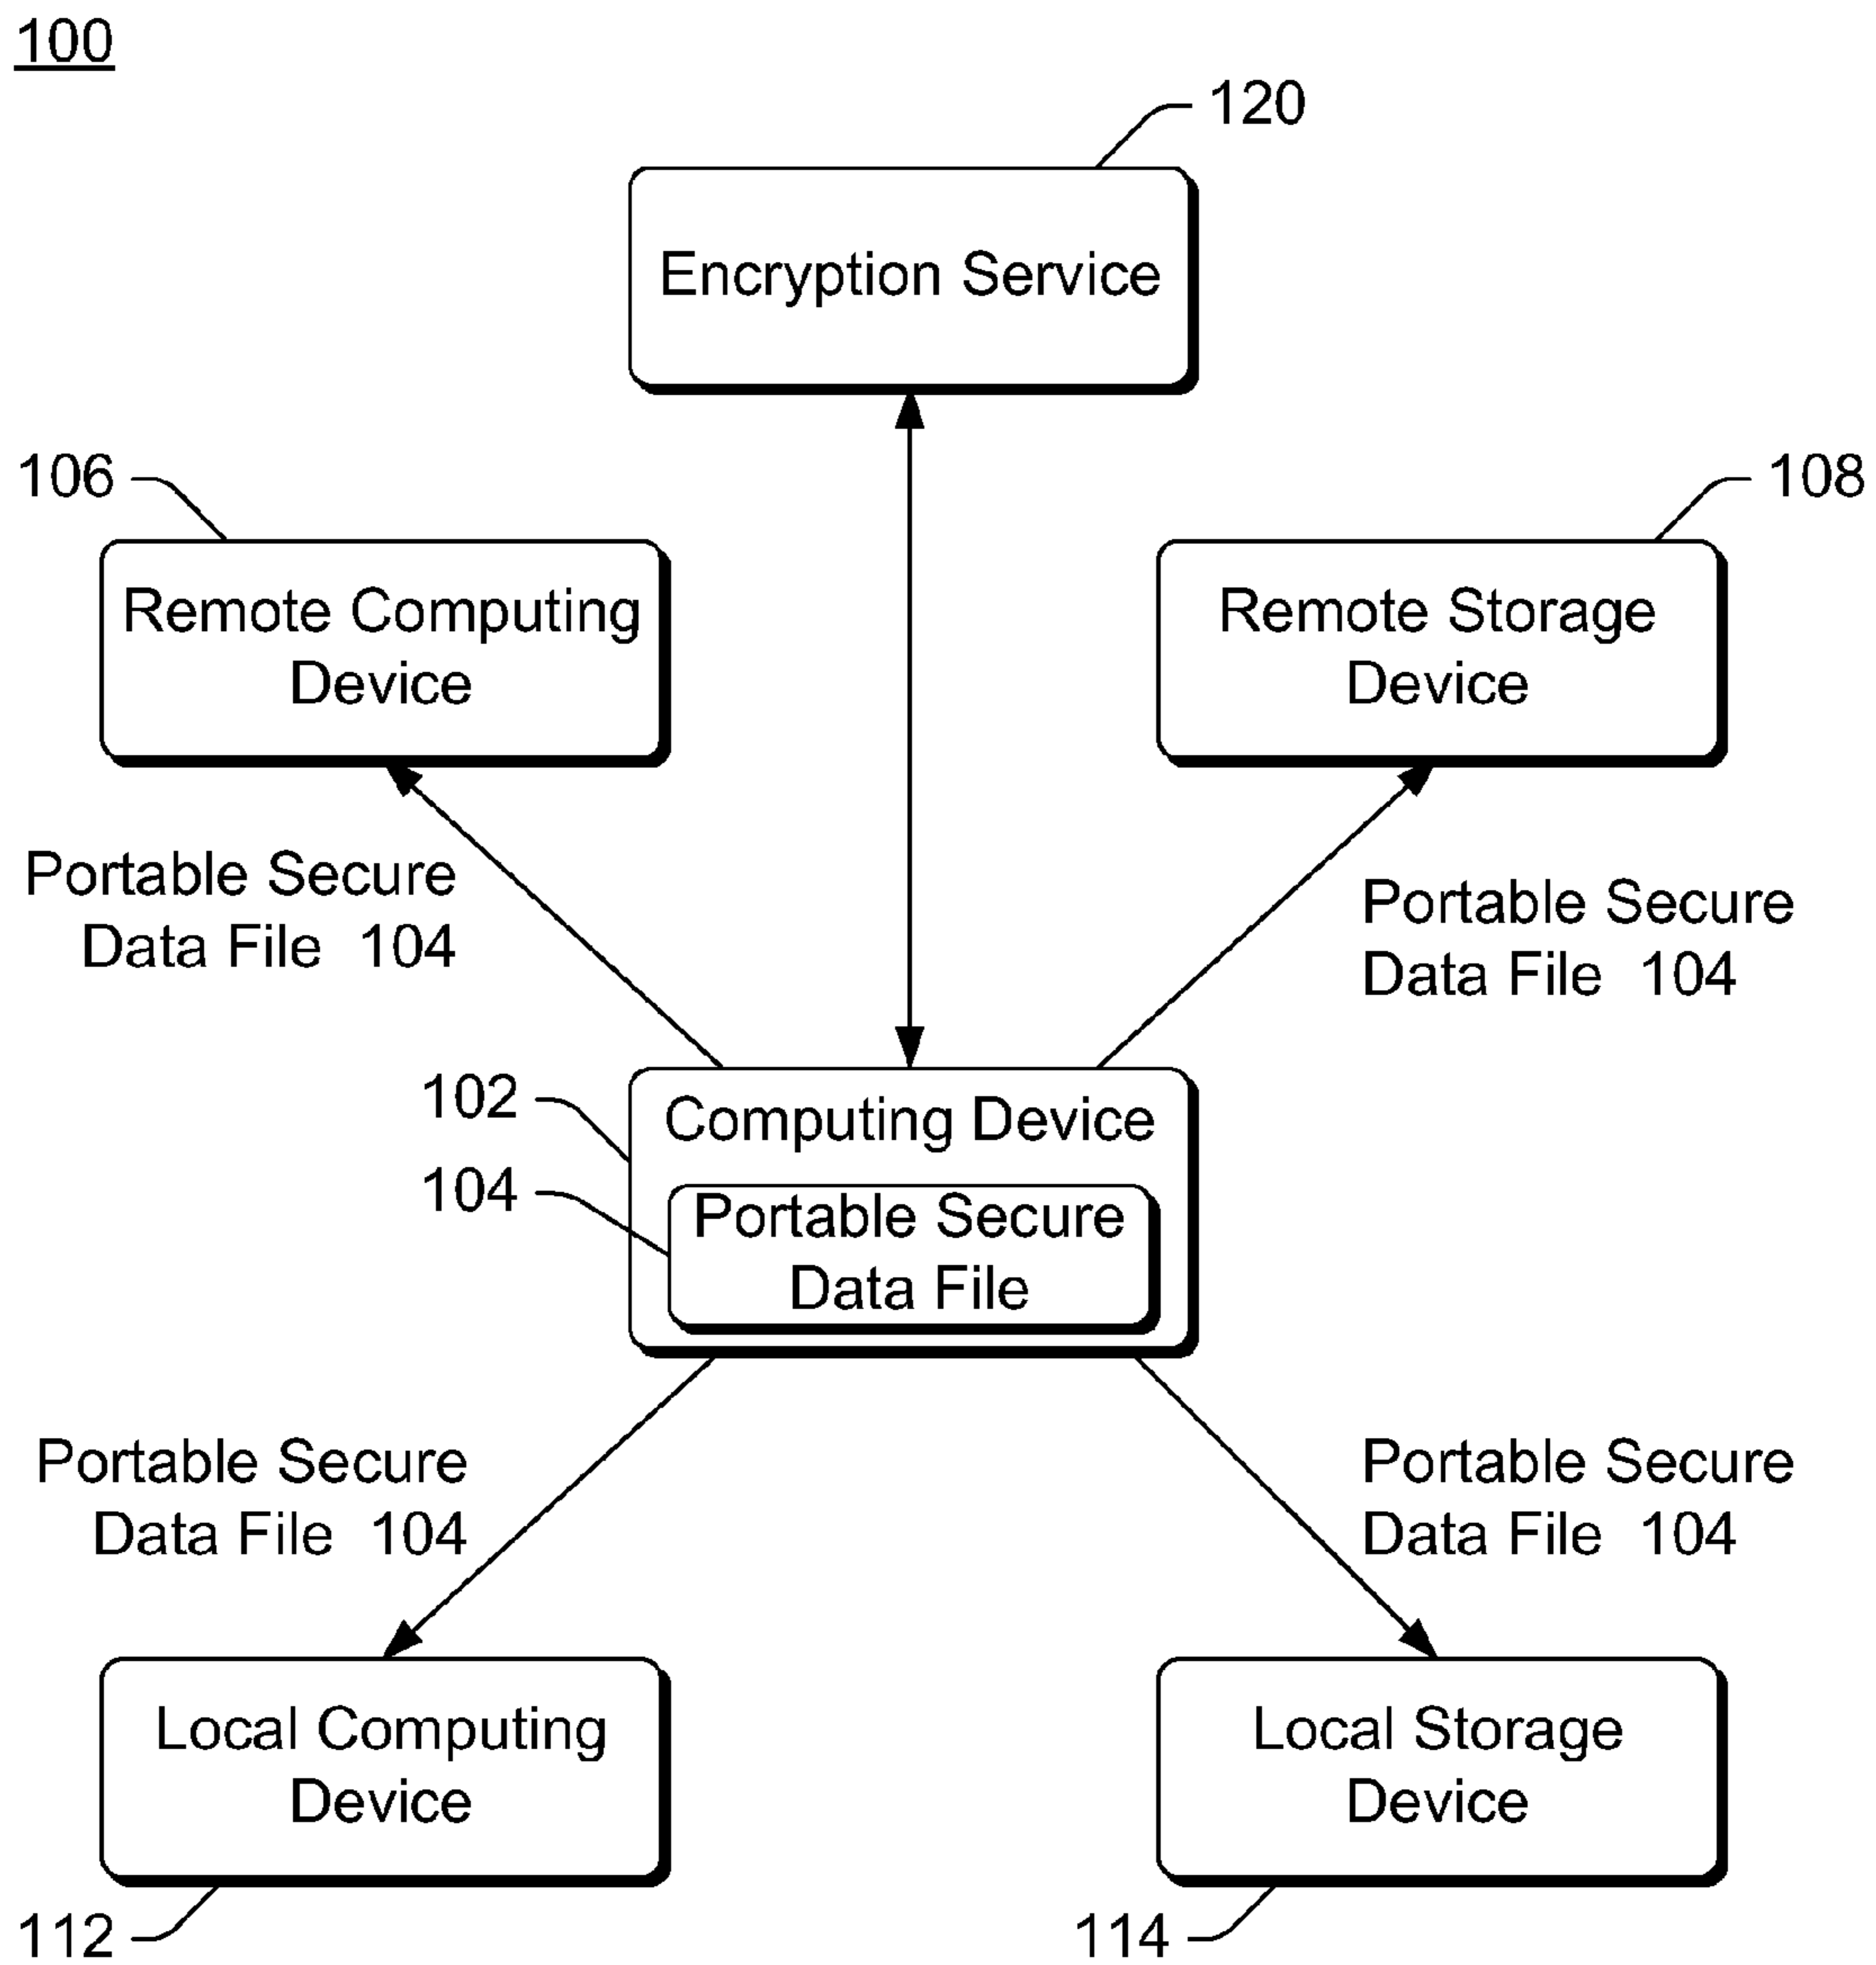 100
120
Encryption Service
106
108
Remote Computing
Device
Remote Storage
Device
Portable Secure
Data File 104
Portable Secure
Data File 104
102
Computing Device
104
Portable Secure
Data File
Portable Secure
Data File 104
Portable Secure
Data File 104
Local Computing
Device
Local Storage
Device
112
114